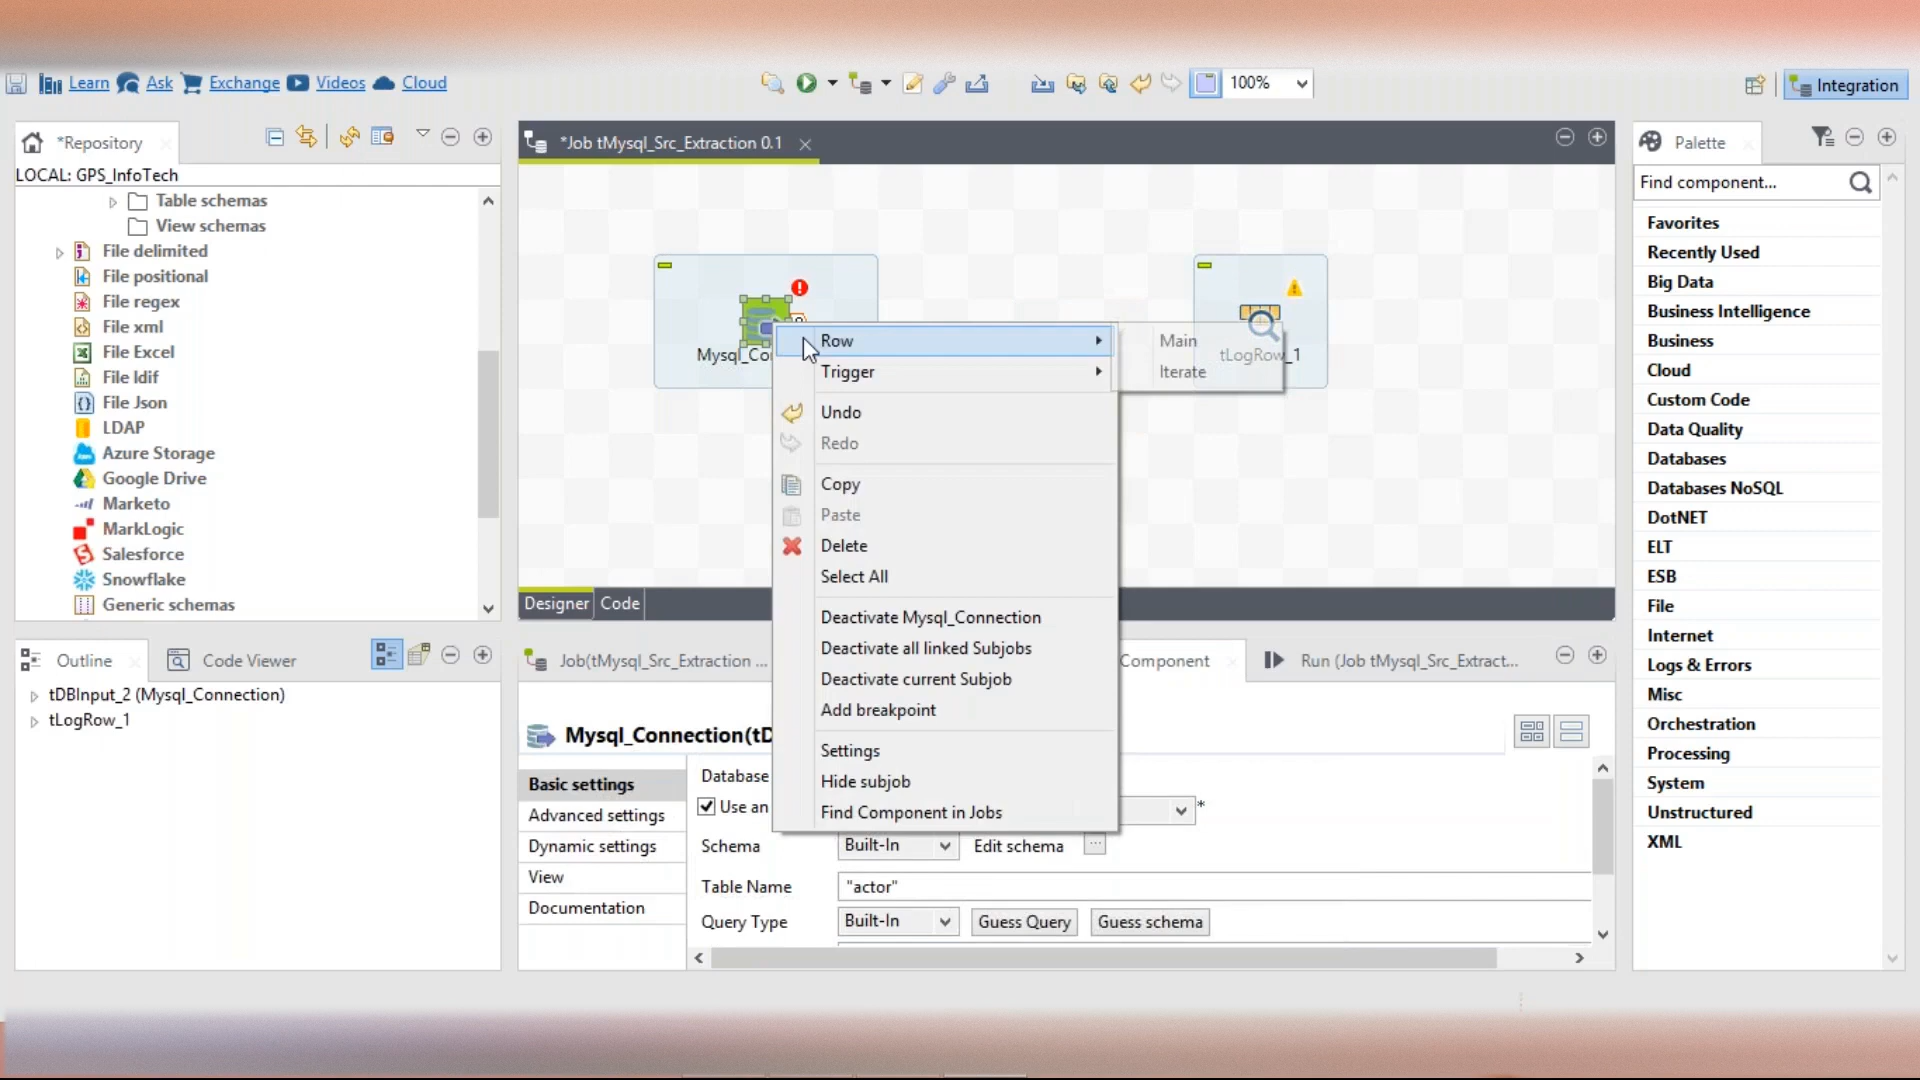 Learn Ask Exchange Videos Cloud
100%
Integration
*Repository
LOCAL: GPS_InfoTech
Table schemas
View schemas
File delimited
File positional
File regex
File xml
File Excel
File ldif
File Json
LDAP
Azure Storage
Google Drive
Marketo
MarkLogic
Salesforce
Snowflake
Generic schemas
Outline
Code Viewer
tDBInput_2 (Mysql_Connection)
tLogRow_1
*Job tMysql_Src_Extraction 0.1
Mysql_Co
tLogRow_1
Row
Trigger
Undo
Redo
Copy
Paste
Delete
Select All
Deactivate Mysql_Connection
Deactivate all linked Subjobs
Deactivate current Subjob
Add breakpoint
Settings
Hide subjob
Find Component in Jobs
Main
Iterate
Designer
Code
Job(tMysql_Src_Extraction ...
Component
Run (Job tMysql_Src_Extract...
Mysql_Connection(tD
Basic settings
Advanced settings
Dynamic settings
View
Documentation
Database
Use an
*
Schema
Built-In
Edit schema
...
Table Name
"actor"
Query Type
Built-In
Guess Query
Guess schema
Palette
Find component...
Favorites
Recently Used
Big Data
Business Intelligence
Business
Cloud
Custom Code
Data Quality
Databases
Databases NoSQL
DotNET
ELT
ESB
File
Internet
Logs & Errors
Misc
Orchestration
Processing
System
Unstructured
XML